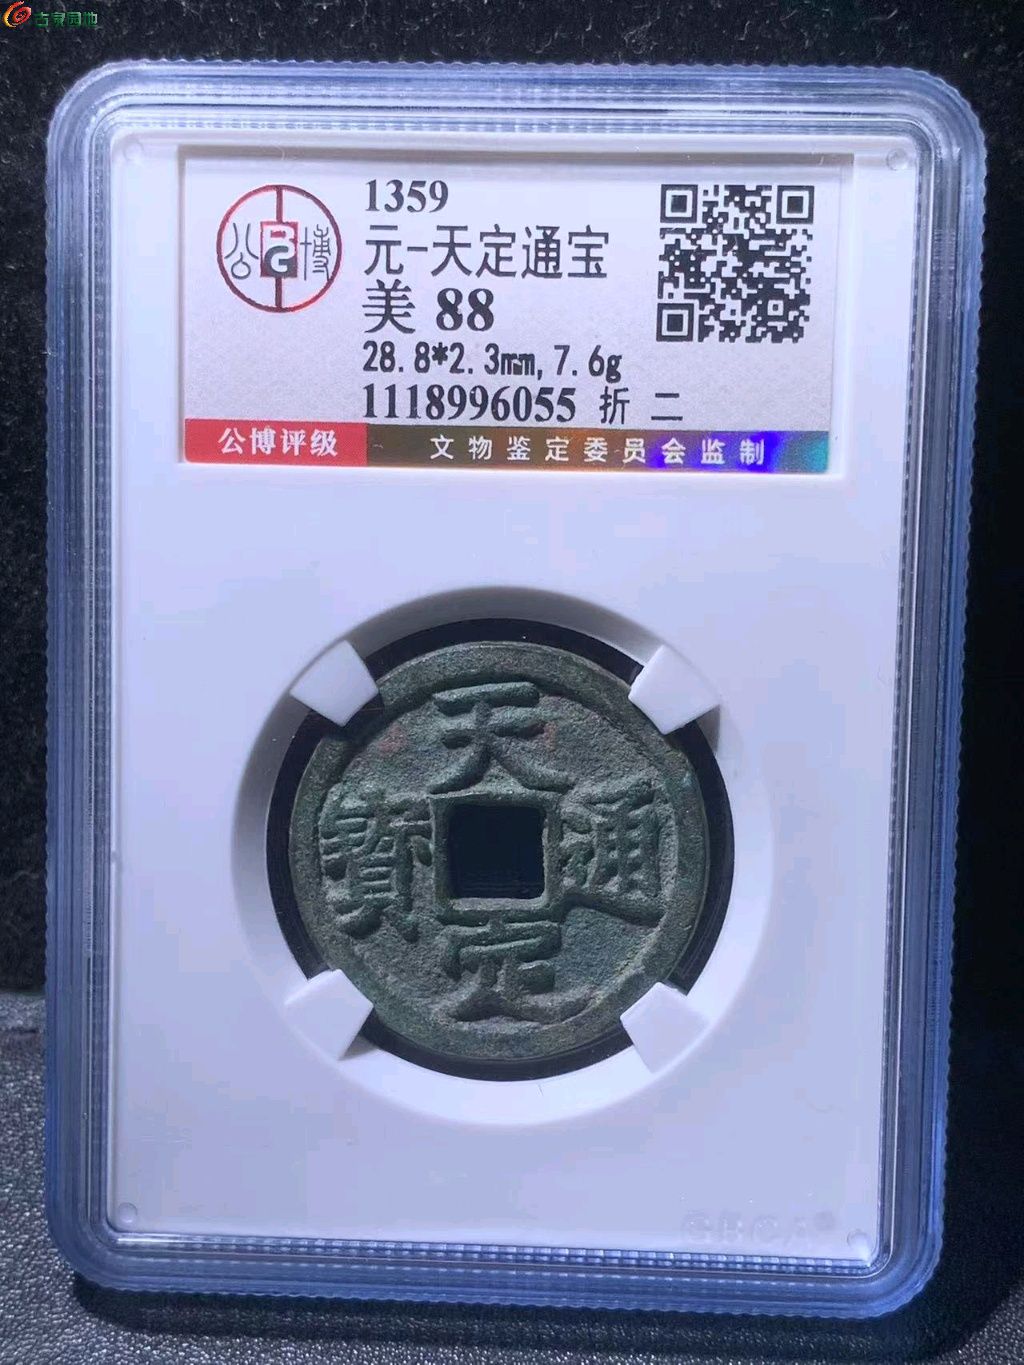 古泉园地
公博
1359
元-天定通宝
美 88
28.8*2.3mm,7.6g
1118996055 折 二
公博评级 文物鉴定委员会监制
天定通寶